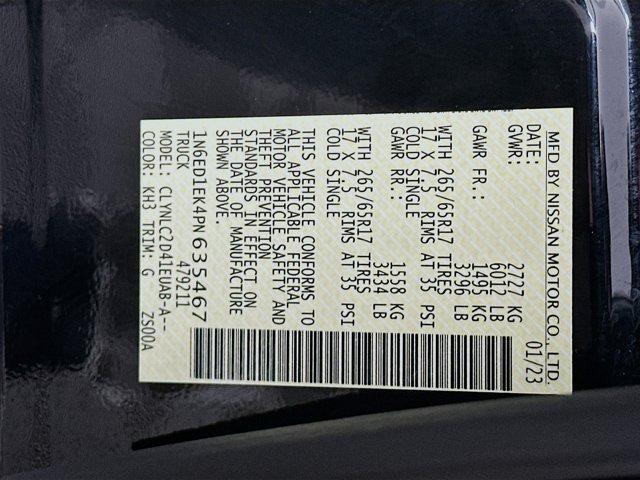 MFD BY NISSAN MOTOR CO., LTD.
DATE: 01/23
GVWR: 2727 KG
6012 LB
GAWR FR.: 1495 KG
3296 LB
WITH 265/65R17 TIRES
17 X 7.5 RIMS AT 35 PSI
COLD SINGLE
GAWR RR.: 1558 KG
3434 LB
WITH 265/65R17 TIRES
17 X 7.5 RIMS AT 35 PSI
COLD SINGLE
THIS VEHICLE CONFORMS TO
ALL APPLICABLE FEDERAL
MOTOR VEHICLE SAFETY AND
THEFT PREVENTION
STANDARDS IN EFFECT ON
THE DATE OF MANUFACTURE
SHOWN ABOVE.
1N6ED1EK4PN635467
TRUCK 479211
MODEL: CLYNLC2D41EUAB-A--
COLOR: KH3 TRIM: G ZS00A